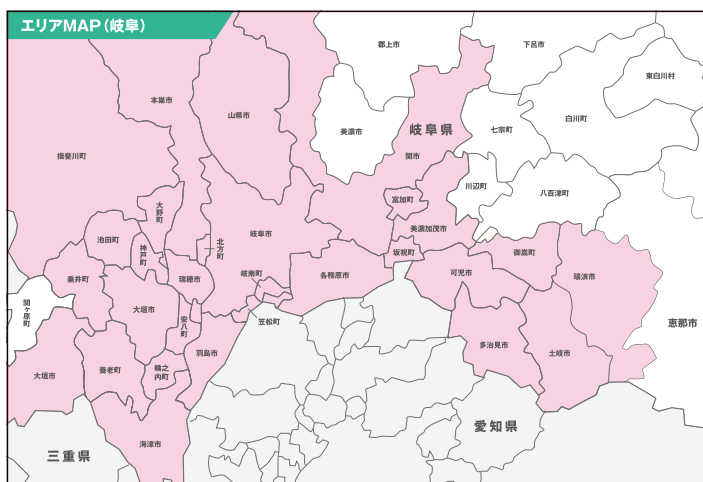 エリアMAP（岐阜）
郡上市
下呂市
東白川村
本巣市
山県市
白川町
美濃市
岐阜県
七宗町
揖斐川町
関市
川辺町
八百津町
富加町
大野町
岐阜市
美濃加茂市
池田町
神戸町
北方町
坂祝町
御嵩町
垂井町
瑞穂市
岐南町
各務原市
可児市
瑞浪市
関ヶ原町
大垣市
安八町
笠松町
恵那市
羽島市
多治見市
土岐市
大垣市
養老町
輪之内町
愛知県
海津市
三重県